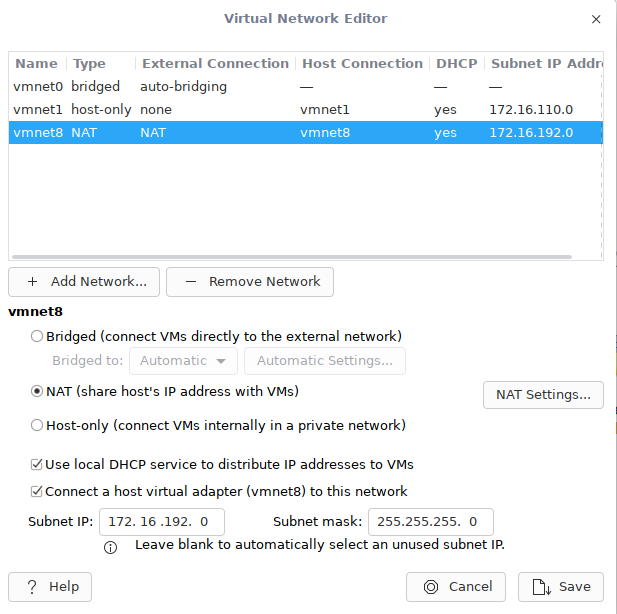 Virtual Network Editor
Name Type External Connection Host Connection DHCP Subnet IP Addr
vmnet0 bridged auto-bridging — — —
vmnet1 host-only none vmnet1 yes 172.16.110.0
vmnet8 NAT NAT vmnet8 yes 172.16.192.0
Add Network... Remove Network
vmnet8
Bridged (connect VMs directly to the external network)
Bridged to: Automatic Automatic Settings...
NAT (share host's IP address with VMs)
NAT Settings...
Host-only (connect VMs internally in a private network)
Use local DHCP service to distribute IP addresses to VMs
Connect a host virtual adapter (vmnet8) to this network
Subnet IP: 172. 16 .192. 0 Subnet mask: 255.255.255. 0
Leave blank to automatically select an unused subnet IP.
Help Cancel Save